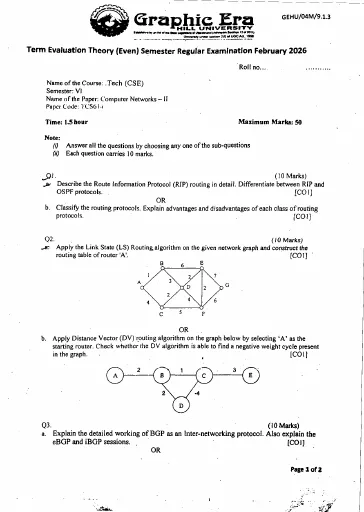 Graphic Era
HILL UNIVERSITY
GEHU/04M/9.1.3
Term Evaluation Theory (Even) Semester Regular Examination February 2026
Roll no....
Name of the Course: .Tech (CSE)
Semester: VI
Name of the Paper: Computer Networks – II
Paper Code:
Time: 1.5 hour Maximum Marks: 50
Note:
(i) Answer all the questions by choosing any one of the sub-questions
(ii) Each question carries 10 marks.
Q1. (10 Marks)
Describe the Route Information Protocol (RIP) routing in detail. Differentiate between RIP and
OSPF protocols. [CO1]
OR
b. Classify the routing protocols. Explain advantages and disadvantages of each class of routing
protocols. [CO1]
Q2. (10 Marks)
Apply the Link State (LS) Routing algorithm on the given network graph and construct the
routing table of router 'A'. [CO1]
B 6 E
1 3 2 7
A D 2 G
2
4 4 6
C 5 F
OR
b. Apply Distance Vector (DV) routing algorithm on the graph below by selecting 'A' as the
starting router. Check whether the DV algorithm is able to find a negative weight cycle present
in the graph. [CO1]
A 2 B 1 C 3 E
2 -4
D
Q3. (10 Marks)
a. Explain the detailed working of BGP as an Inter-networking protocol. Also explain the
eBGP and iBGP sessions. [CO1]
OR
Page 1 of 2